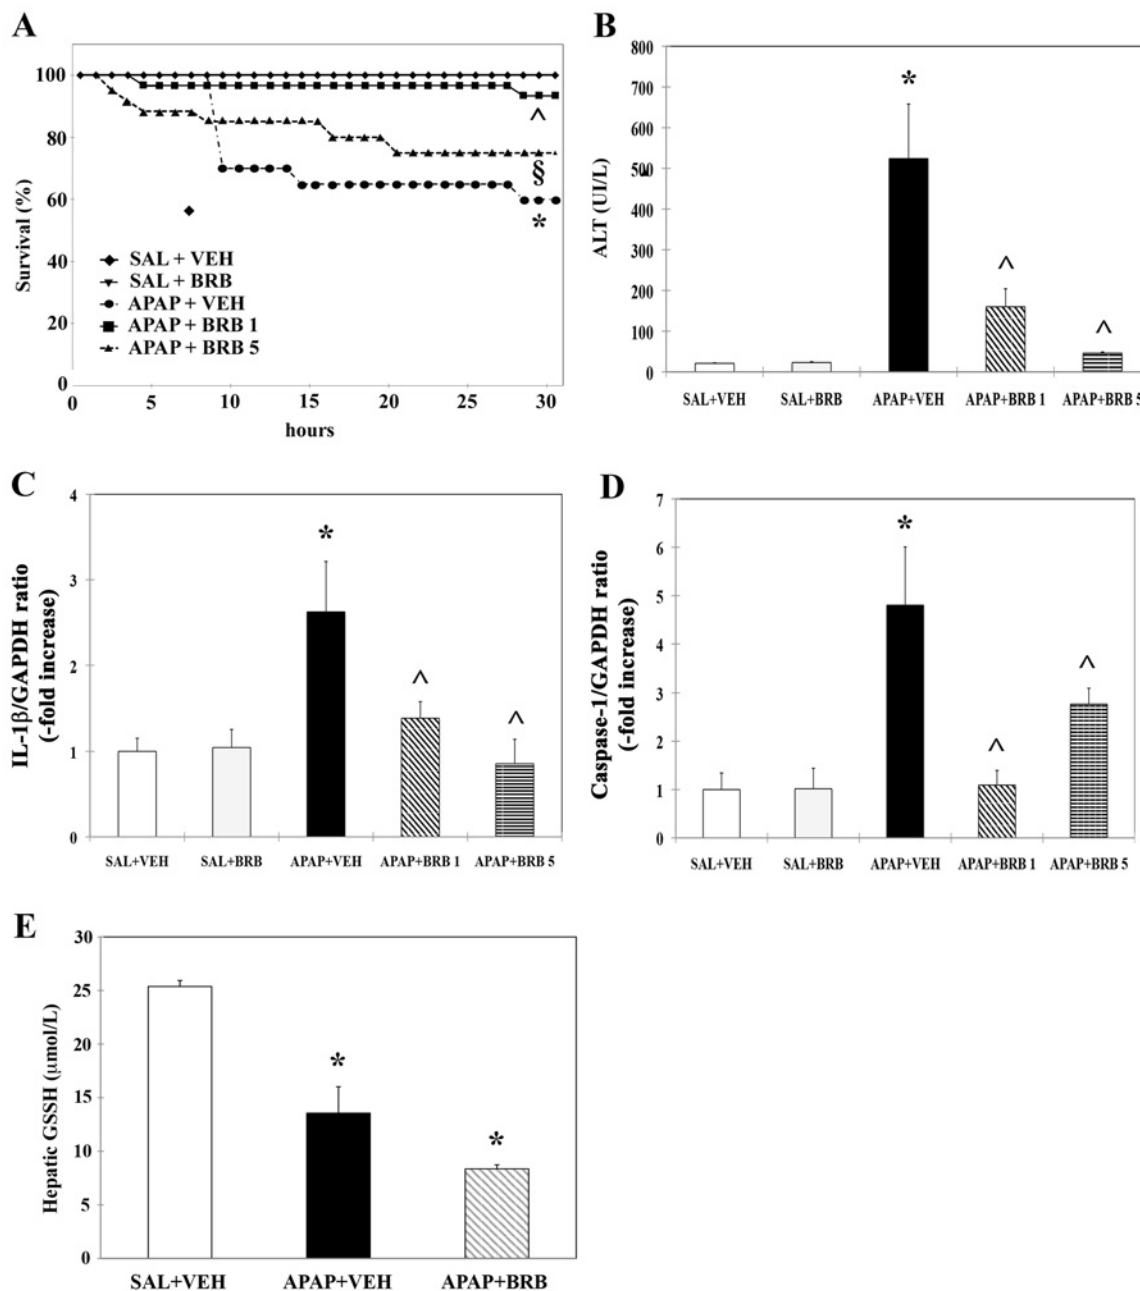 A
100
80
60
40
20
0
Survival (%)
SAL + VEH
SAL + BRB
APAP + VEH
APAP + BRB 1
APAP + BRB 5
^
§
*
0 5 10 15 20 25 30
hours
B
800
700
600
500
400
300
200
100
0
ALT (UI/L)
*
^
^
SAL+VEH SAL+BRB APAP+VEH APAP+BRB 1 APAP+BRB 5
C
4
3
2
1
0
IL-1β/GAPDH ratio
(-fold increase)
*
^
^
SAL+VEH SAL+BRB APAP+VEH APAP+BRB 1 APAP+BRB 5
D
7
6
5
4
3
2
1
0
Caspase-1/GAPDH ratio
(-fold increase)
*
^
^
SAL+VEH SAL+BRB APAP+VEH APAP+BRB 1 APAP+BRB 5
E
30
25
20
15
10
5
0
Hepatic GSSH (µmol/L)
*
*
SAL+VEH APAP+VEH APAP+BRB